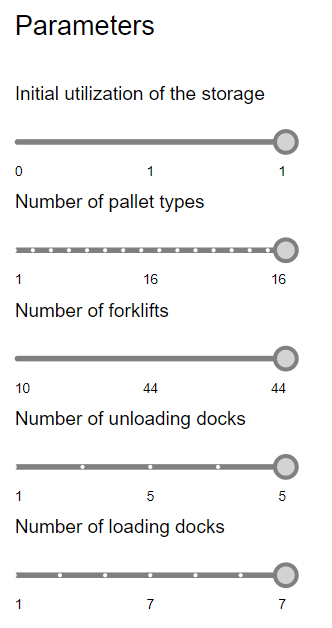 Parameters
Initial utilization of the storage
0 1 1
Number of pallet types
1 16 16
Number of forklifts
10 44 44
Number of unloading docks
1 5 5
Number of loading docks
1 7 7